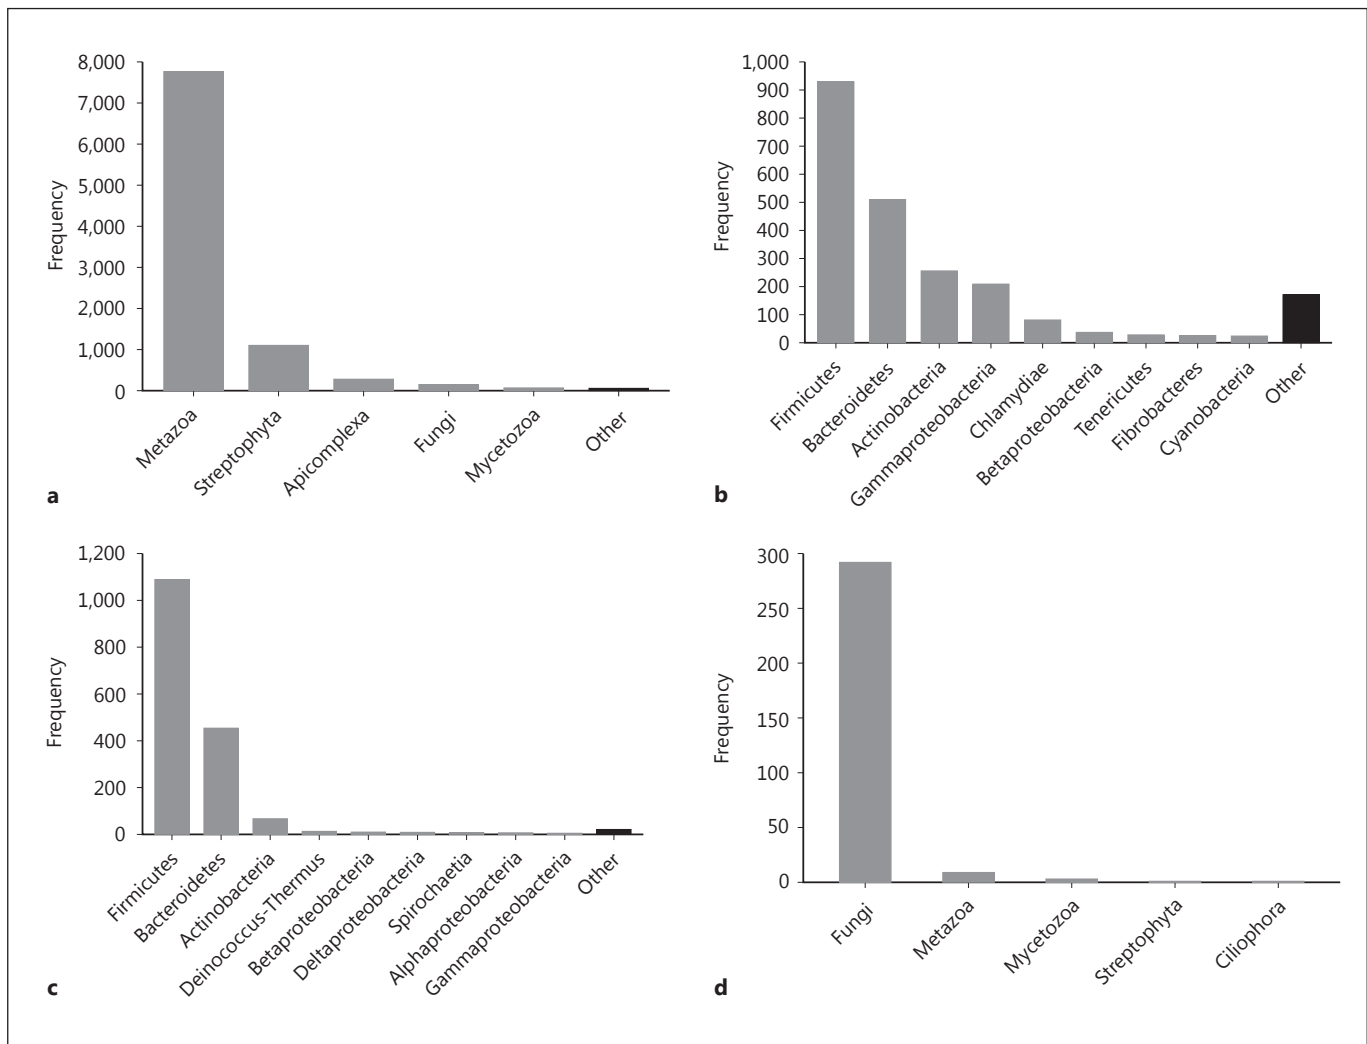 8,000
7,000
6,000
5,000
4,000
3,000
2,000
1,000
0
Frequency
Metazoa
Streptophyta
Apicomplexa
Fungi
Mycetozoa
Other
a
1,000
900
800
700
600
500
400
300
200
100
0
Frequency
Firmicutes
Bacteroidetes
Actinobacteria
Gammaproteobacteria
Chlamydiae
Betaproteobacteria
Tenericutes
Fibrobacteres
Cyanobacteria
Other
b
1,200
1,000
800
600
400
200
0
Frequency
Firmicutes
Bacteroidetes
Actinobacteria
Deinococcus-Thermus
Betaproteobacteria
Deltaproteobacteria
Spirochaetia
Alphaproteobacteria
Gammaproteobacteria
Other
c
300
250
200
150
100
50
0
Frequency
Fungi
Metazoa
Mycetozoa
Streptophyta
Ciliophora
d